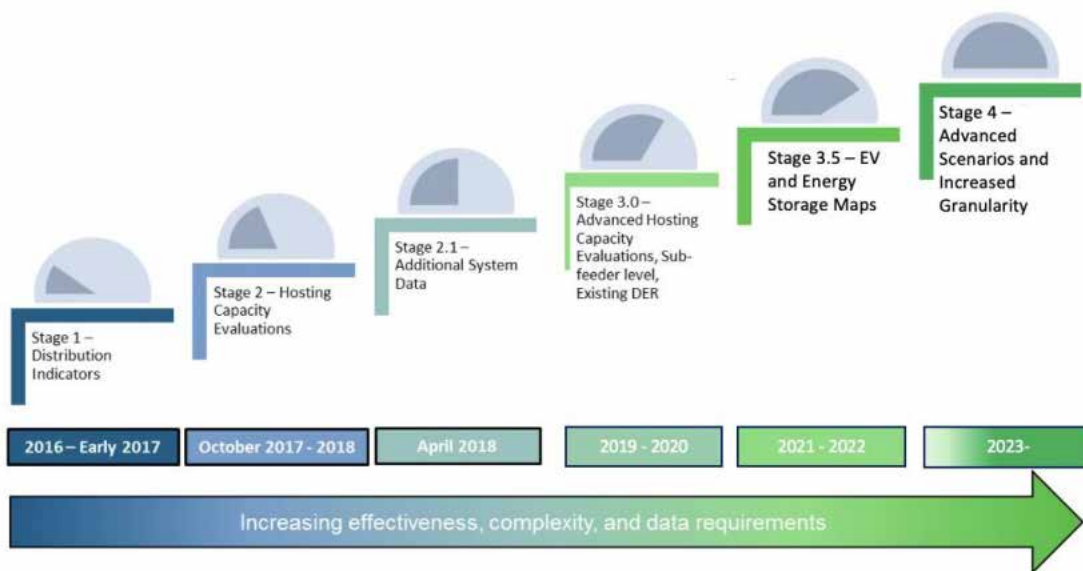 Stage 1 –
Distribution
Indicators
Stage 2 – Hosting
Capacity
Evaluations
Stage 2.1 –
Additional System
Data
Stage 3.0 –
Advanced Hosting
Capacity
Evaluations, Sub-
feeder level,
Existing DER
Stage 3.5 – EV
and Energy
Storage Maps
Stage 4 –
Advanced
Scenarios and
Increased
Granularity
2016 – Early 2017
October 2017 - 2018
April 2018
2019 - 2020
2021 - 2022
2023-
Increasing effectiveness, complexity, and data requirements